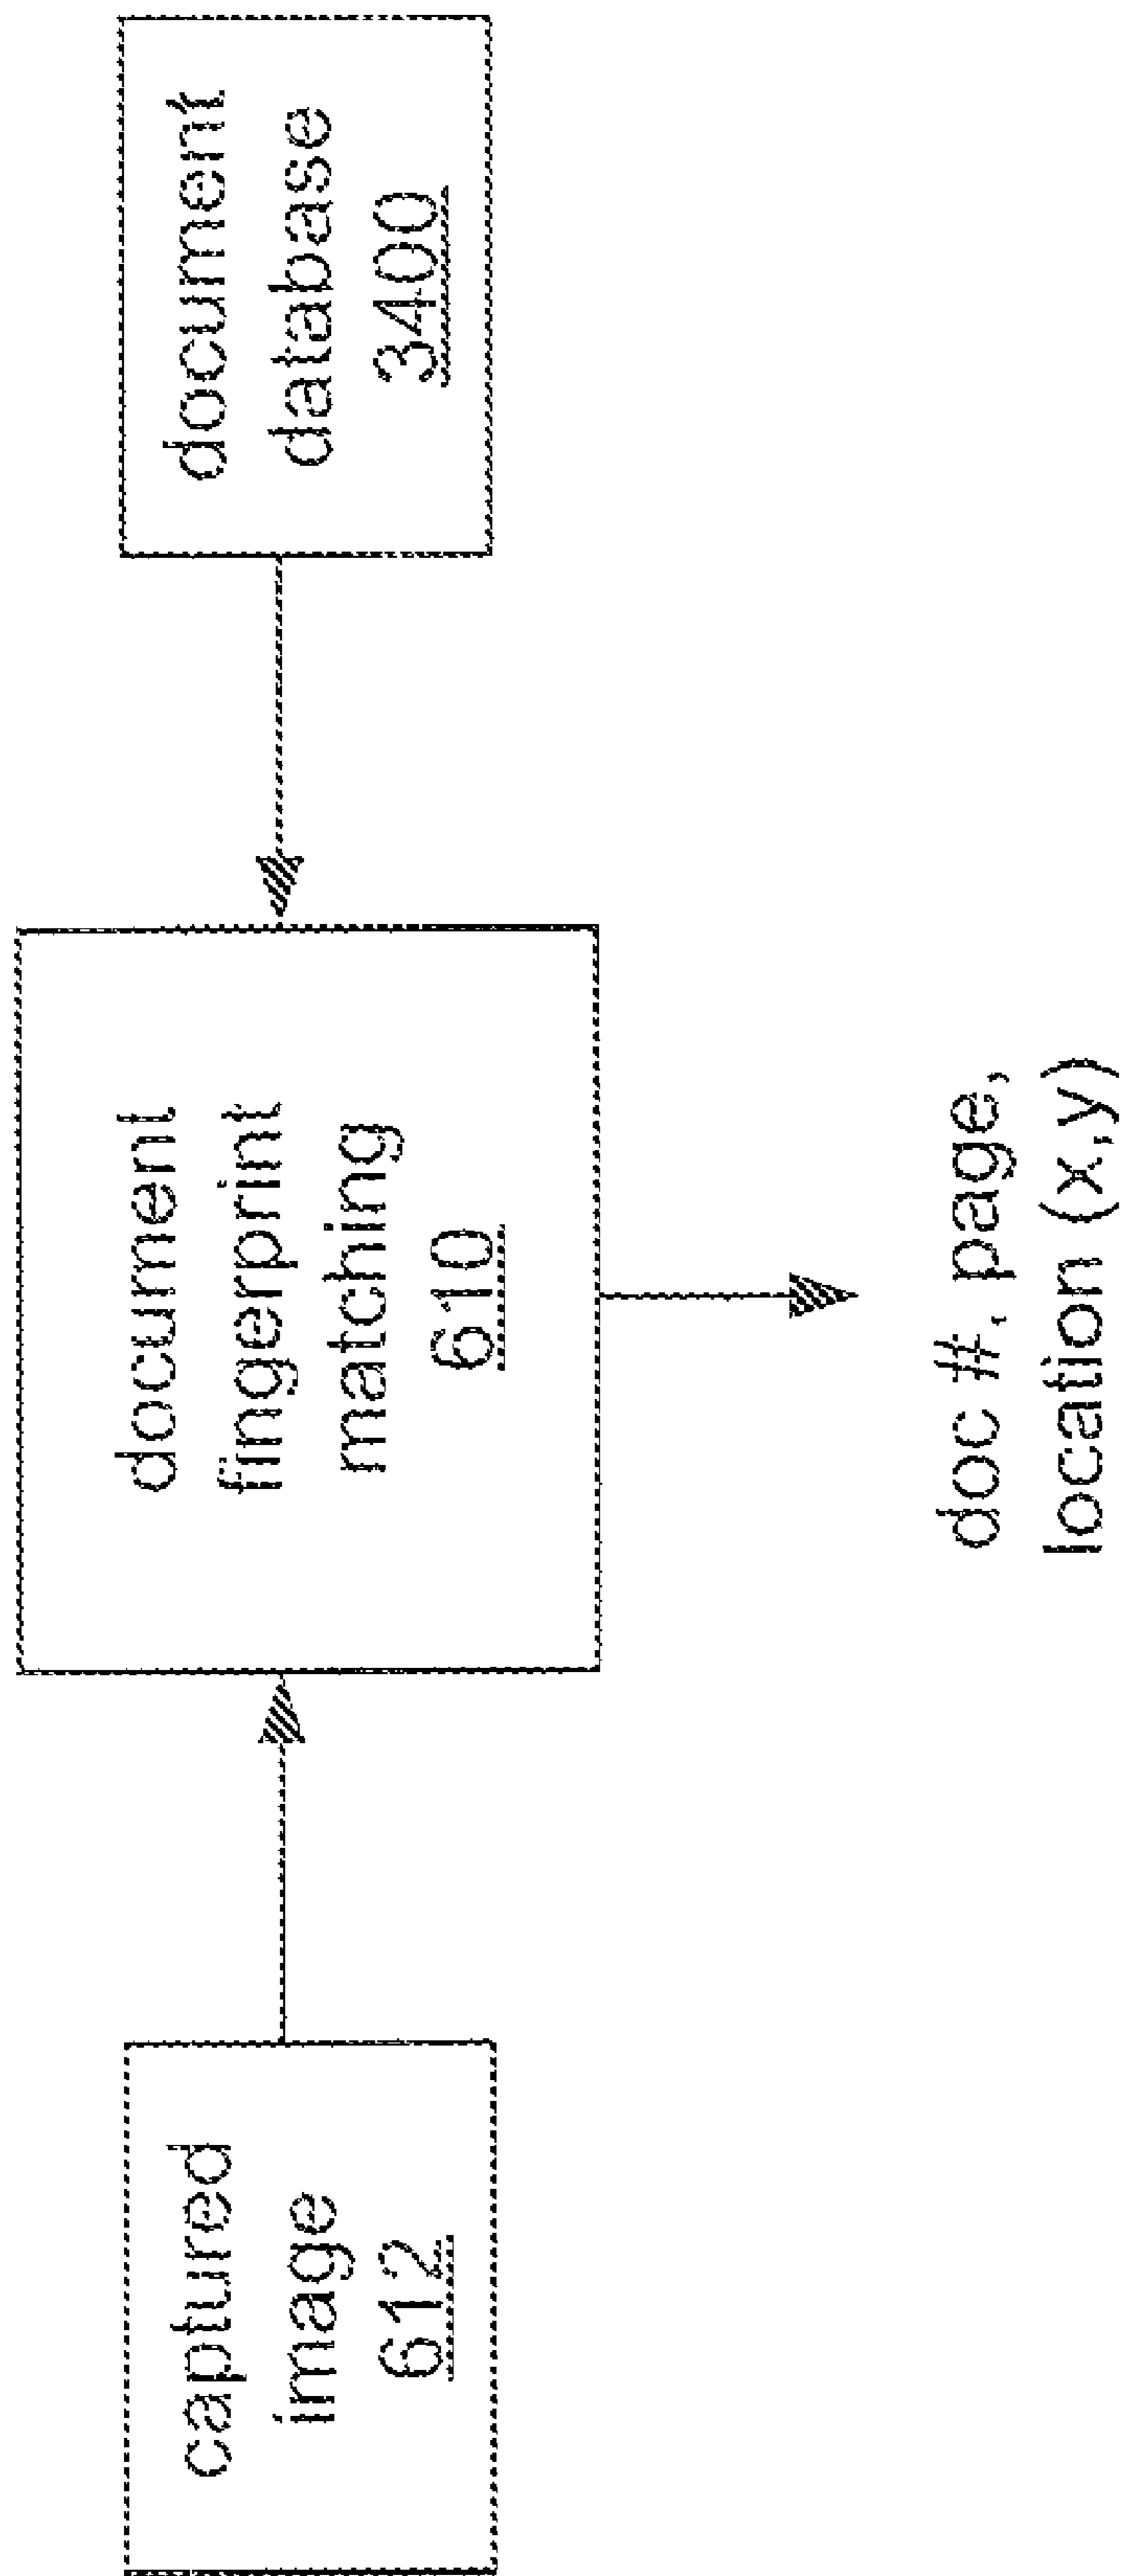 captured
image
612
document
fingerprint
matching
610
document
database
3400
doc #, page,
location (x,y)